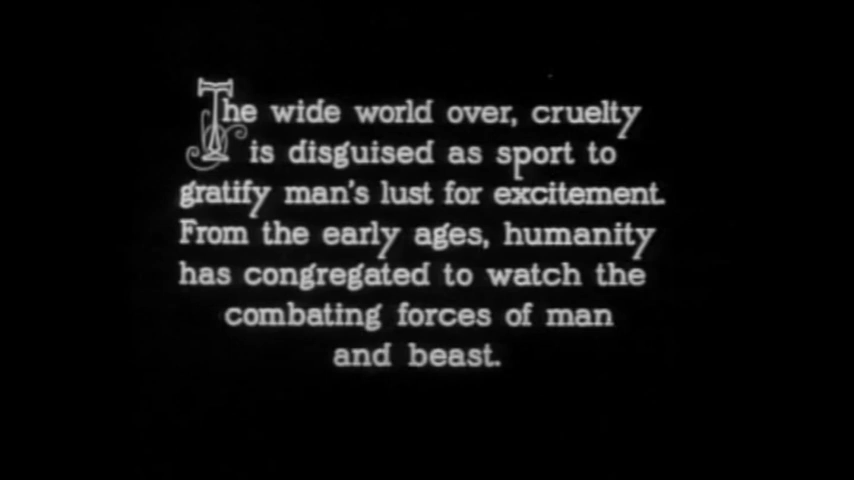 The wide world over, cruelty
is disguised as sport to
gratify man's lust for excitement.
From the early ages, humanity
has congregated to watch the
combating forces of man
and beast.